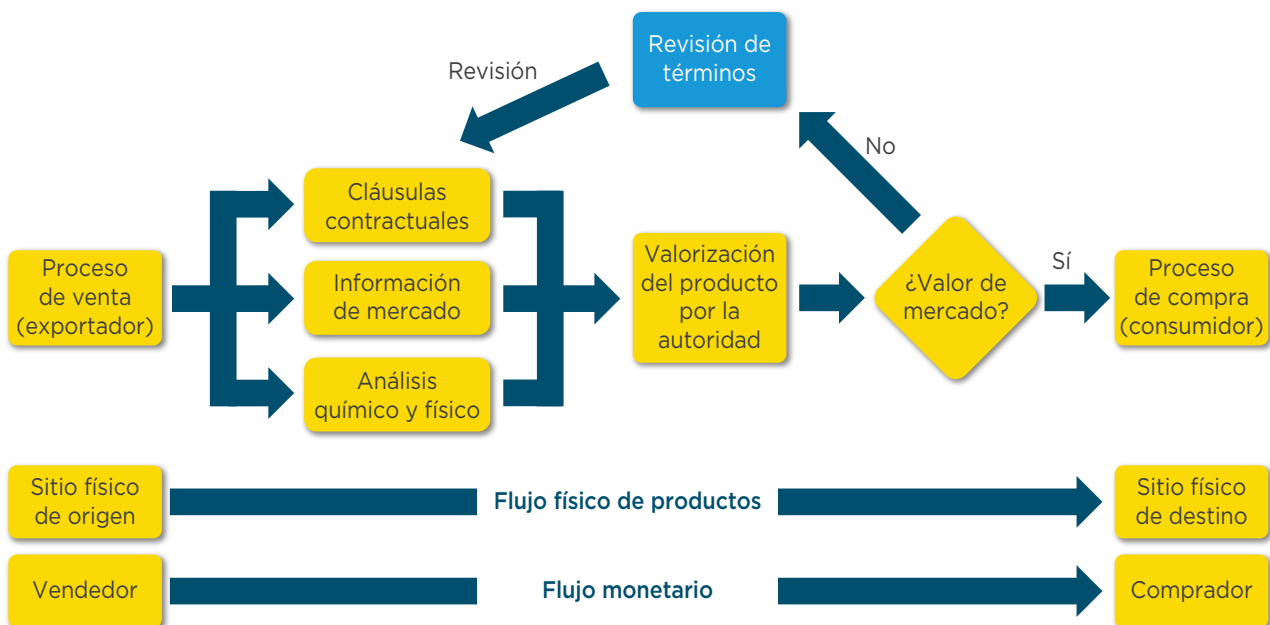 Revisión de
términos
Revisión
No
Cláusulas
contractuales
Proceso
de venta
(exportador)
Información
de mercado
Análisis
químico y físico
Valorización
del producto
por la
autoridad
¿Valor de
mercado?
Sí
Proceso
de compra
(consumidor)
Sitio físico
de origen
Flujo físico de productos
Sitio físico
de destino
Vendedor
Flujo monetario
Comprador